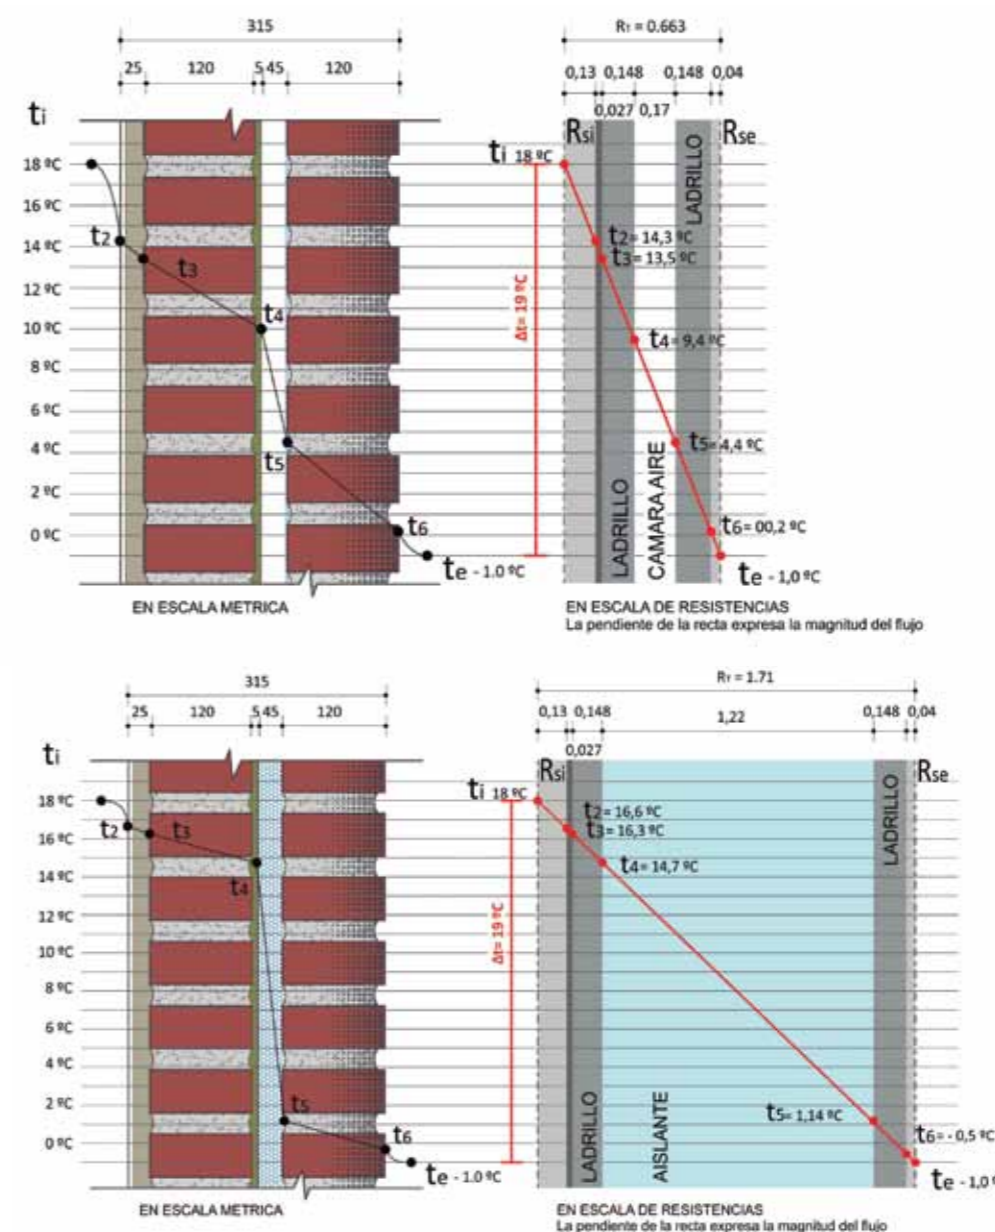 315
25 120 5 45 120
ti
18 ºC
16 ºC
14 ºC
12 ºC
10 ºC
8 ºC
6 ºC
4 ºC
2 ºC
0 ºC
t2
t3
t4
t5
t6
te - 1.0 ºC
EN ESCALA METRICA
RT = 0.663
0,13 0,148 0,148 0,04
0,027 0,17
Rsi
Rse
ti 18 ºC
LADRILLO
t2= 14,3 ºC
t3= 13,5 ºC
Δt= 19 ºC
t4= 9,4 ºC
t5= 4,4 ºC
LADRILLO
CAMARA AIRE
t6= 00,2 ºC
te - 1,0 ºC
EN ESCALA DE RESISTENCIAS
La pendiente de la recta expresa la magnitud del flujo
315
25 120 5 45 120
ti
18 ºC
16 ºC
14 ºC
12 ºC
10 ºC
8 ºC
6 ºC
4 ºC
2 ºC
0 ºC
t2
t3
t4
t5
t6
te - 1.0 ºC
EN ESCALA METRICA
RT = 1.71
0,13 0,148 1,22 0,148 0,04
0,027
Rsi
Rse
ti 18 ºC
t2= 16,6 ºC
t3= 16,3 ºC
t4= 14,7 ºC
LADRILLO
Δt= 19 ºC
t5= 1,14 ºC
LADRILLO
AISLANTE
t6= - 0,5 ºC
te - 1,0 º
EN ESCALA DE RESISTENCIAS
La pendiente de la recta expresa la magnitud del flujo